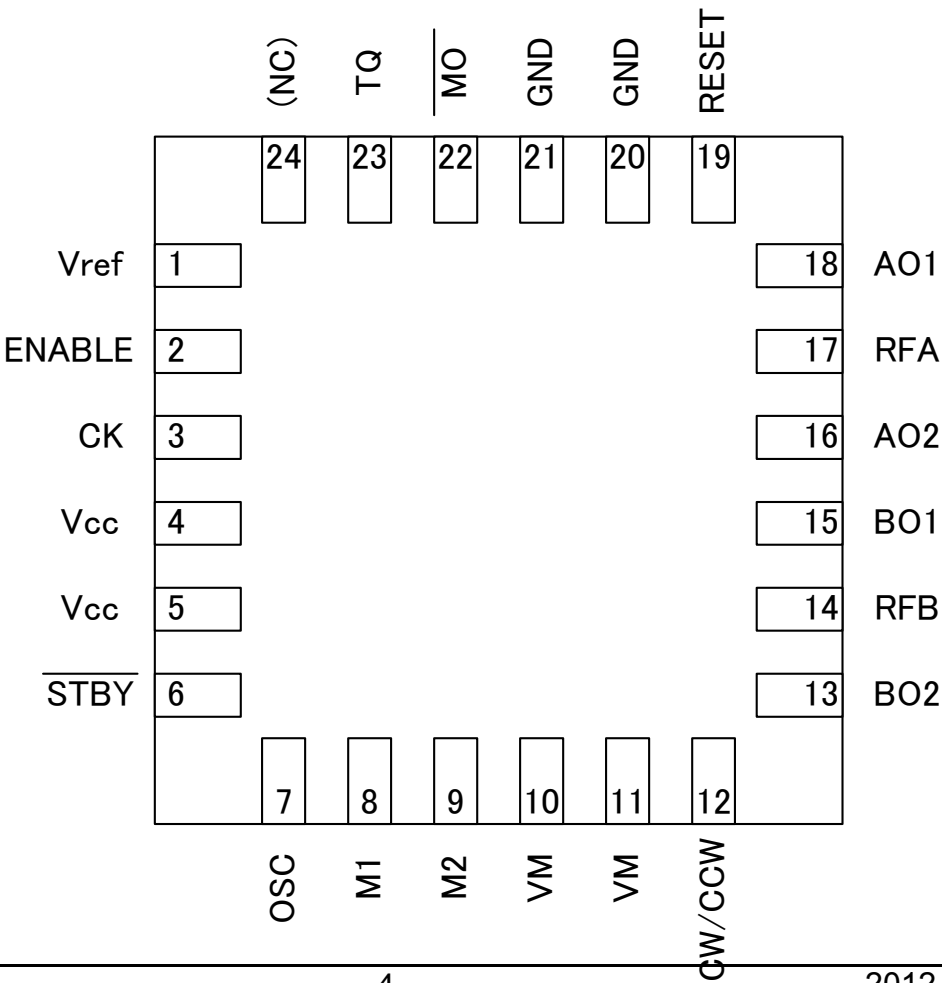 (NC) TQ MO GND GND RESET
24 23 22 21 20 19
Vref 1 18 AO1
ENABLE 2 17 RFA
CK 3 16 AO2
Vcc 4 15 BO1
Vcc 5 14 RFB
STBY 6 13 BO2
7 8 9 10 11 12
OSC M1 M2 VM VM CW/CCW
4 2012